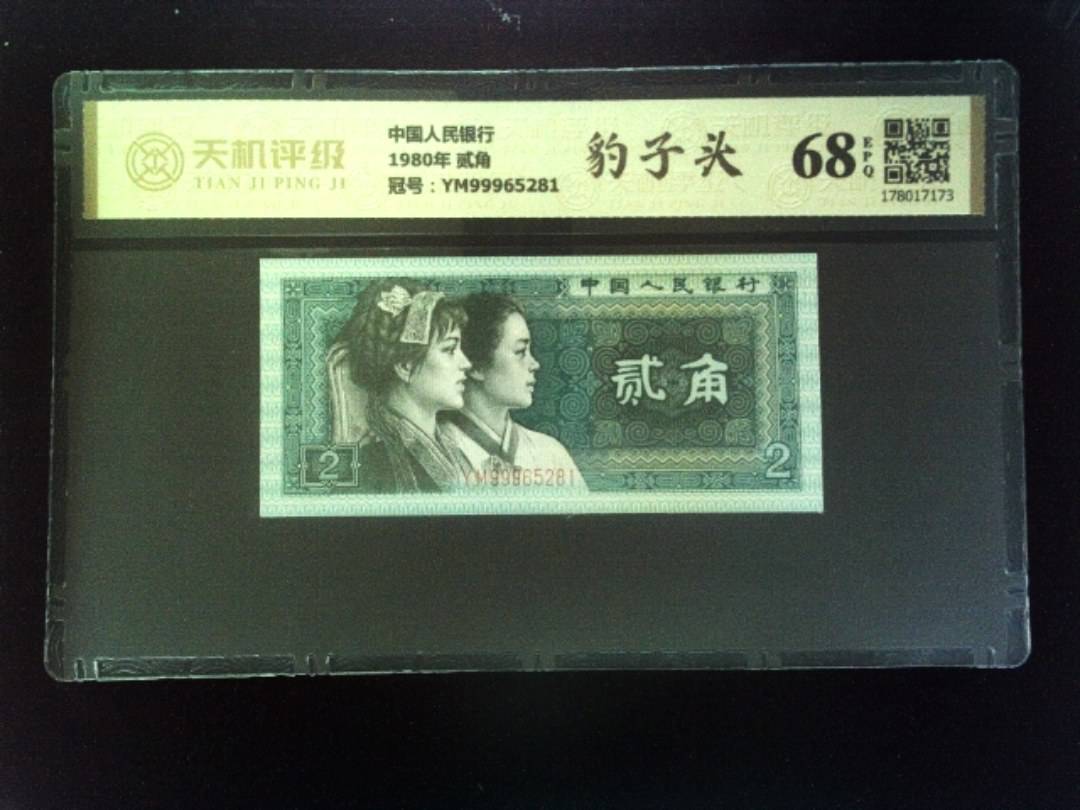 天机评级
TIAN JI PING JI
中国人民银行
1980年 贰角
冠号：YM99965281
豹子头
68
EPQ
178017173
中国人民银行
贰角
2
2
YM99965281